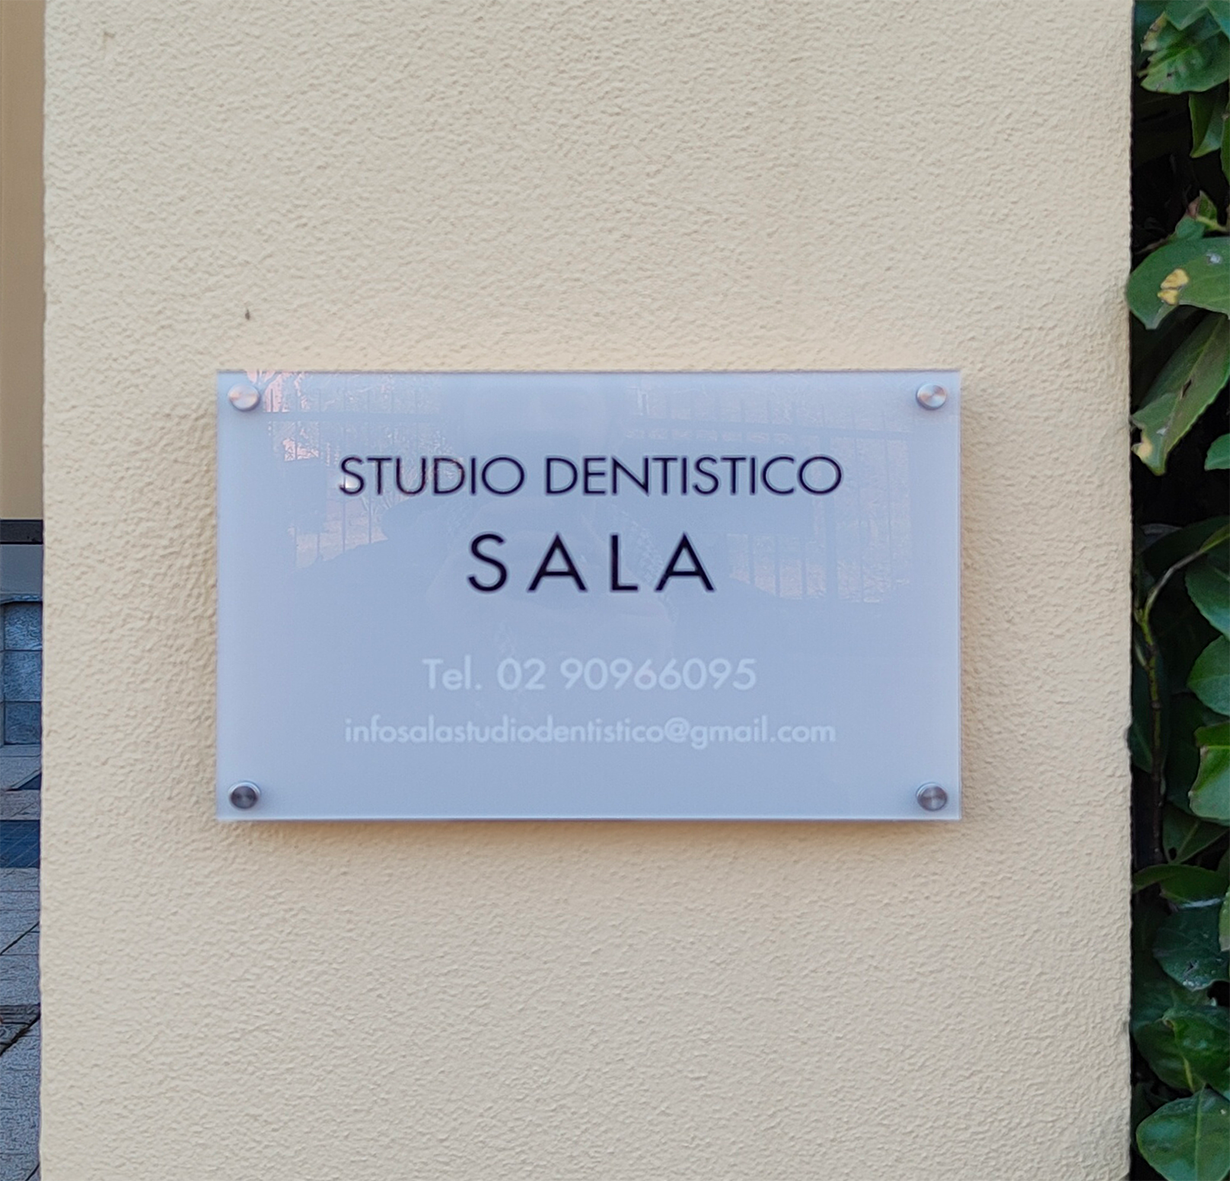 STUDIO DENTISTICO
SALA
Tel. 02 90966095
infosalastudiodentistico@gmail.com